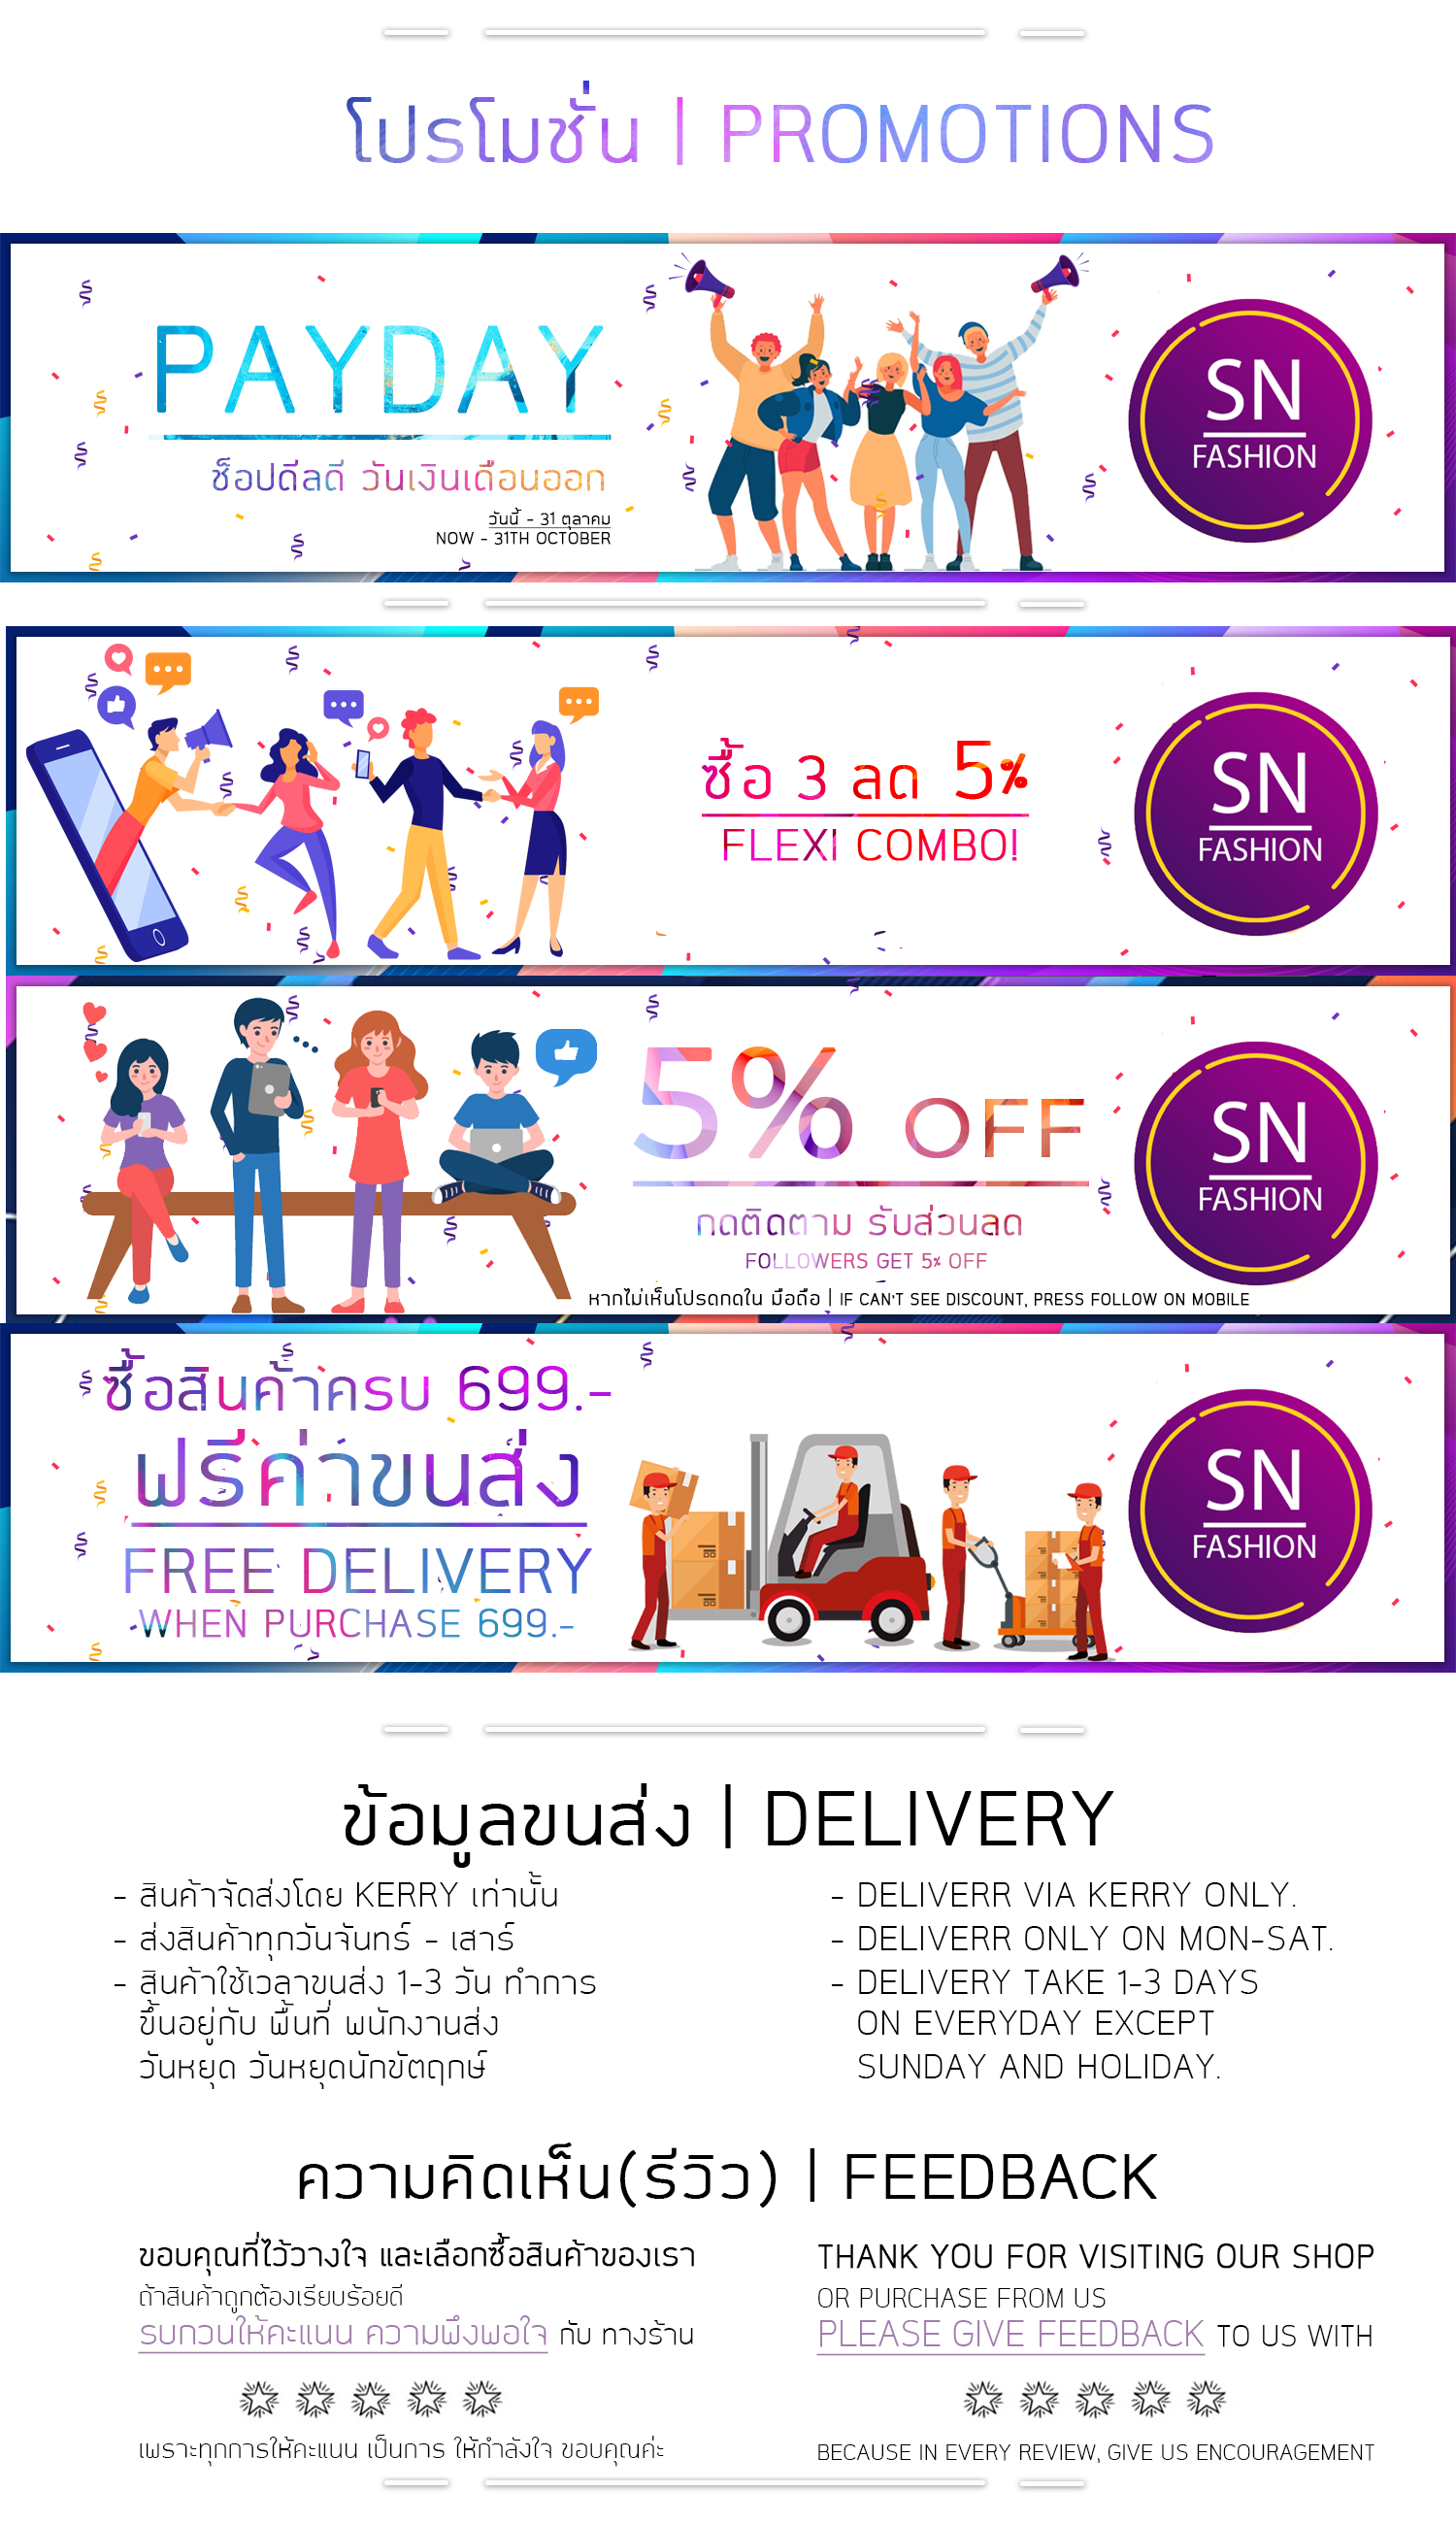 โปรโมชั่น | PROMOTIONS
PAYDAY
ช็อปดีลดี วันเงินเดือนออก
วันนี้ - 31 ตุลาคม
NOW - 31TH OCTOBER
SN
FASHION
ซื้อ 3 ลด 5%
FLEXI COMBO!
SN
FASHION
5% OFF
กดติดตาม รับส่วนลด
FOLLOWERS GET 5% OFF
หากไม่เห็นโปรดกดใน มือถือ | IF CAN'T SEE DISCOUNT, PRESS FOLLOW ON MOBILE
SN
FASHION
ซื้อสินค้าครบ 699.-
ฟรีค่าขนส่ง
FREE DELIVERY
WHEN PURCHASE 699.-
SN
FASHION
ข้อมูลขนส่ง | DELIVERY
- สินค้าจัดส่งโดย KERRY เท่านั้น
- ส่งสินค้าทุกวันจันทร์ - เสาร์
- สินค้าใช้เวลาขนส่ง 1-3 วัน ทำการ
ขึ้นอยู่กับ พื้นที่ พนักงานส่ง
วันหยุด วันหยุดนักขัตฤกษ์
- DELIVERR VIA KERRY ONLY.
- DELIVERR ONLY ON MON-SAT.
- DELIVERY TAKE 1-3 DAYS
ON EVERYDAY EXCEPT
SUNDAY AND HOLIDAY.
ความคิดเห็น(รีวิว) | FEEDBACK
ขอบคุณที่ไว้วางใจ และเลือกซื้อสินค้าของเรา
ถ้าสินค้าถูกต้องเรียบร้อยดี
รบกวนให้คะแนน ความพึงพอใจ กับ ทางร้าน
เพราะทุกการให้คะแนน เป็นการ ให้กำลังใจ ขอบคุณค่ะ
THANK YOU FOR VISITING OUR SHOP
OR PURCHASE FROM US
PLEASE GIVE FEEDBACK TO US WITH
BECAUSE IN EVERY REVIEW, GIVE US ENCOURAGEMENT